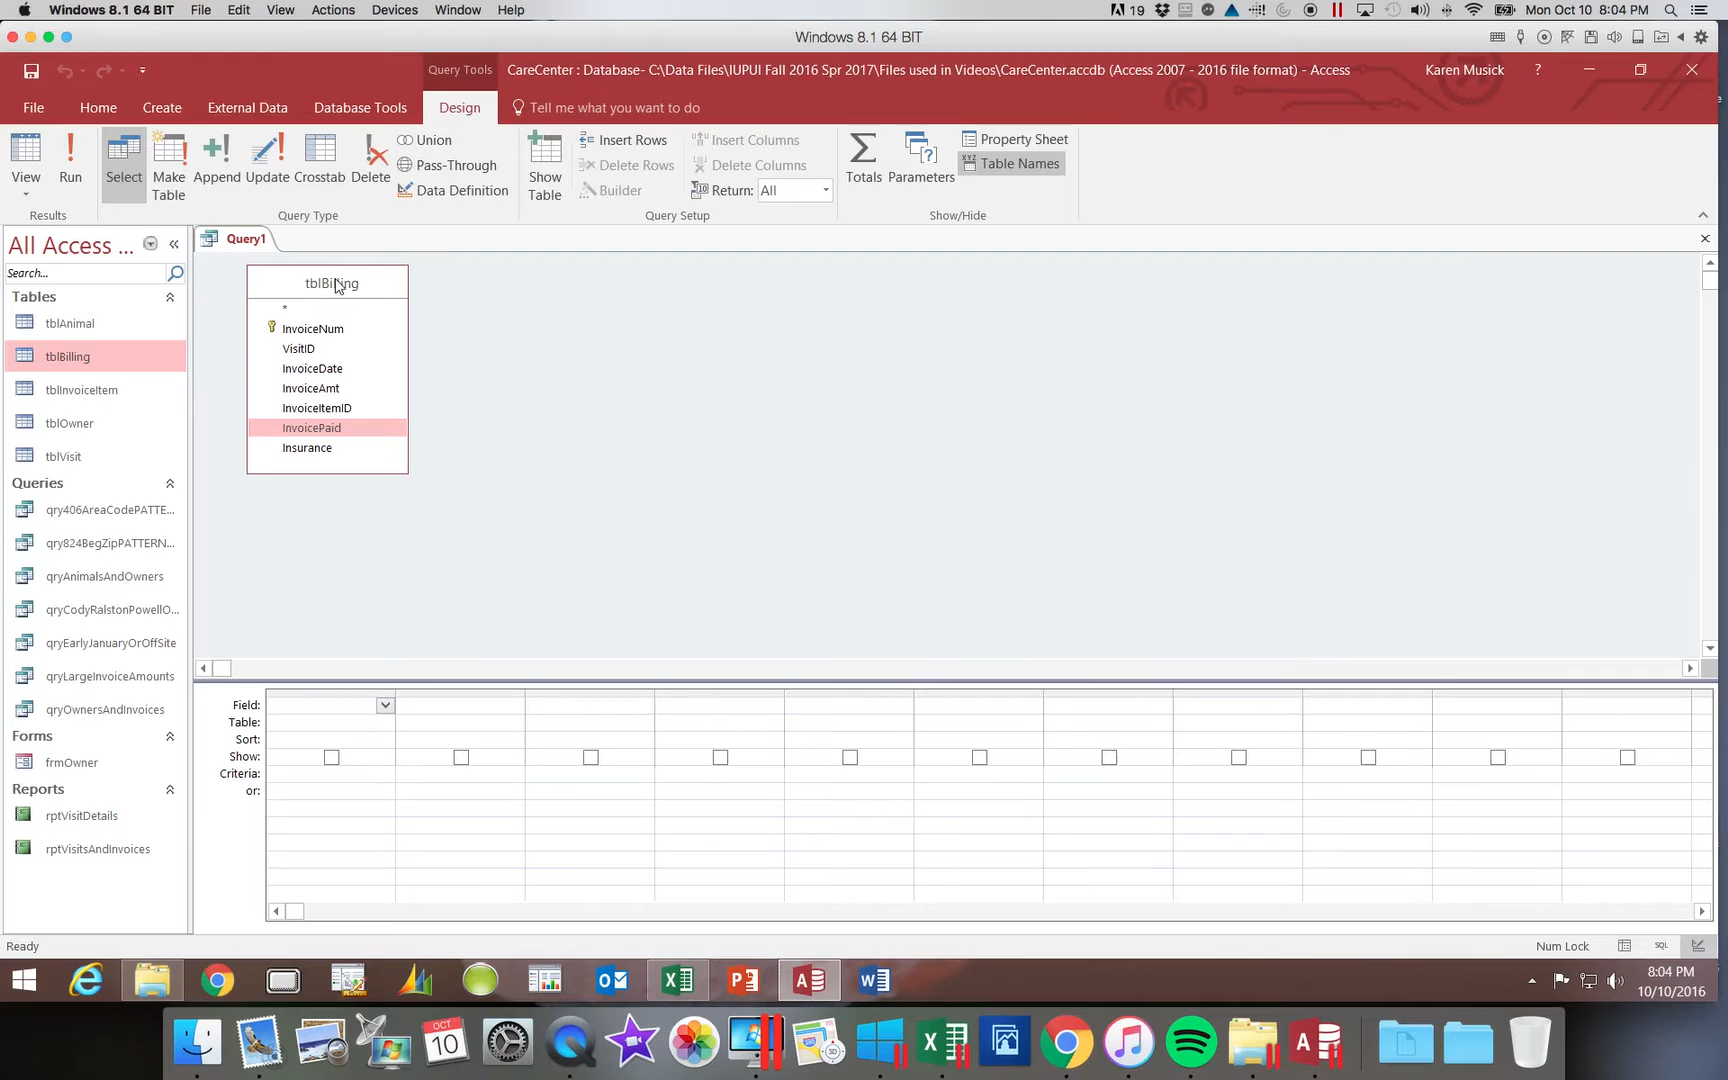 Windows 8.1 64 BIT File Edit View Actions Devices Window Help 19 Mon Oct 10 8:04 PM
Windows 8.1 64 BIT
Query Tools CareCenter : Database- C:\Data Files\IUPUI Fall 2016 Spr 2017\Files used in Videos\CareCenter.accdb (Access 2007 - 2016 file format) - Access Karen Musick ?
File Home Create External Data Database Tools Design Tell me what you want to do
View
Run
Select
Make Table
Append
Update
Crosstab
Delete
Union
Pass-Through
Data Definition
Show Table
Insert Rows
Delete Rows
Builder
Insert Columns
Delete Columns
Return: All
Totals
Parameters
Property Sheet
Table Names
Results Query Type Query Setup Show/Hide
All Access ...
Search...
Tables
tblAnimal
tblBilling
tblInvoiceItem
tblOwner
tblVisit
Queries
qry406AreaCodePATTE...
qry824BegZipPATTERN...
qryAnimalsAndOwners
qryCodyRalstonPowellO...
qryEarlyJanuaryOrOffSite
qryLargeInvoiceAmounts
qryOwnersAndInvoices
Forms
frmOwner
Reports
rptVisitDetails
rptVisitsAndInvoices
Query1
tblBilling
*
InvoiceNum
VisitID
InvoiceDate
InvoiceAmt
InvoiceItemID
InvoicePaid
Insurance
Field:
Table:
Sort:
Show:
Criteria:
or:
Ready Num Lock SQL
8:04 PM
10/10/2016
OCT
10